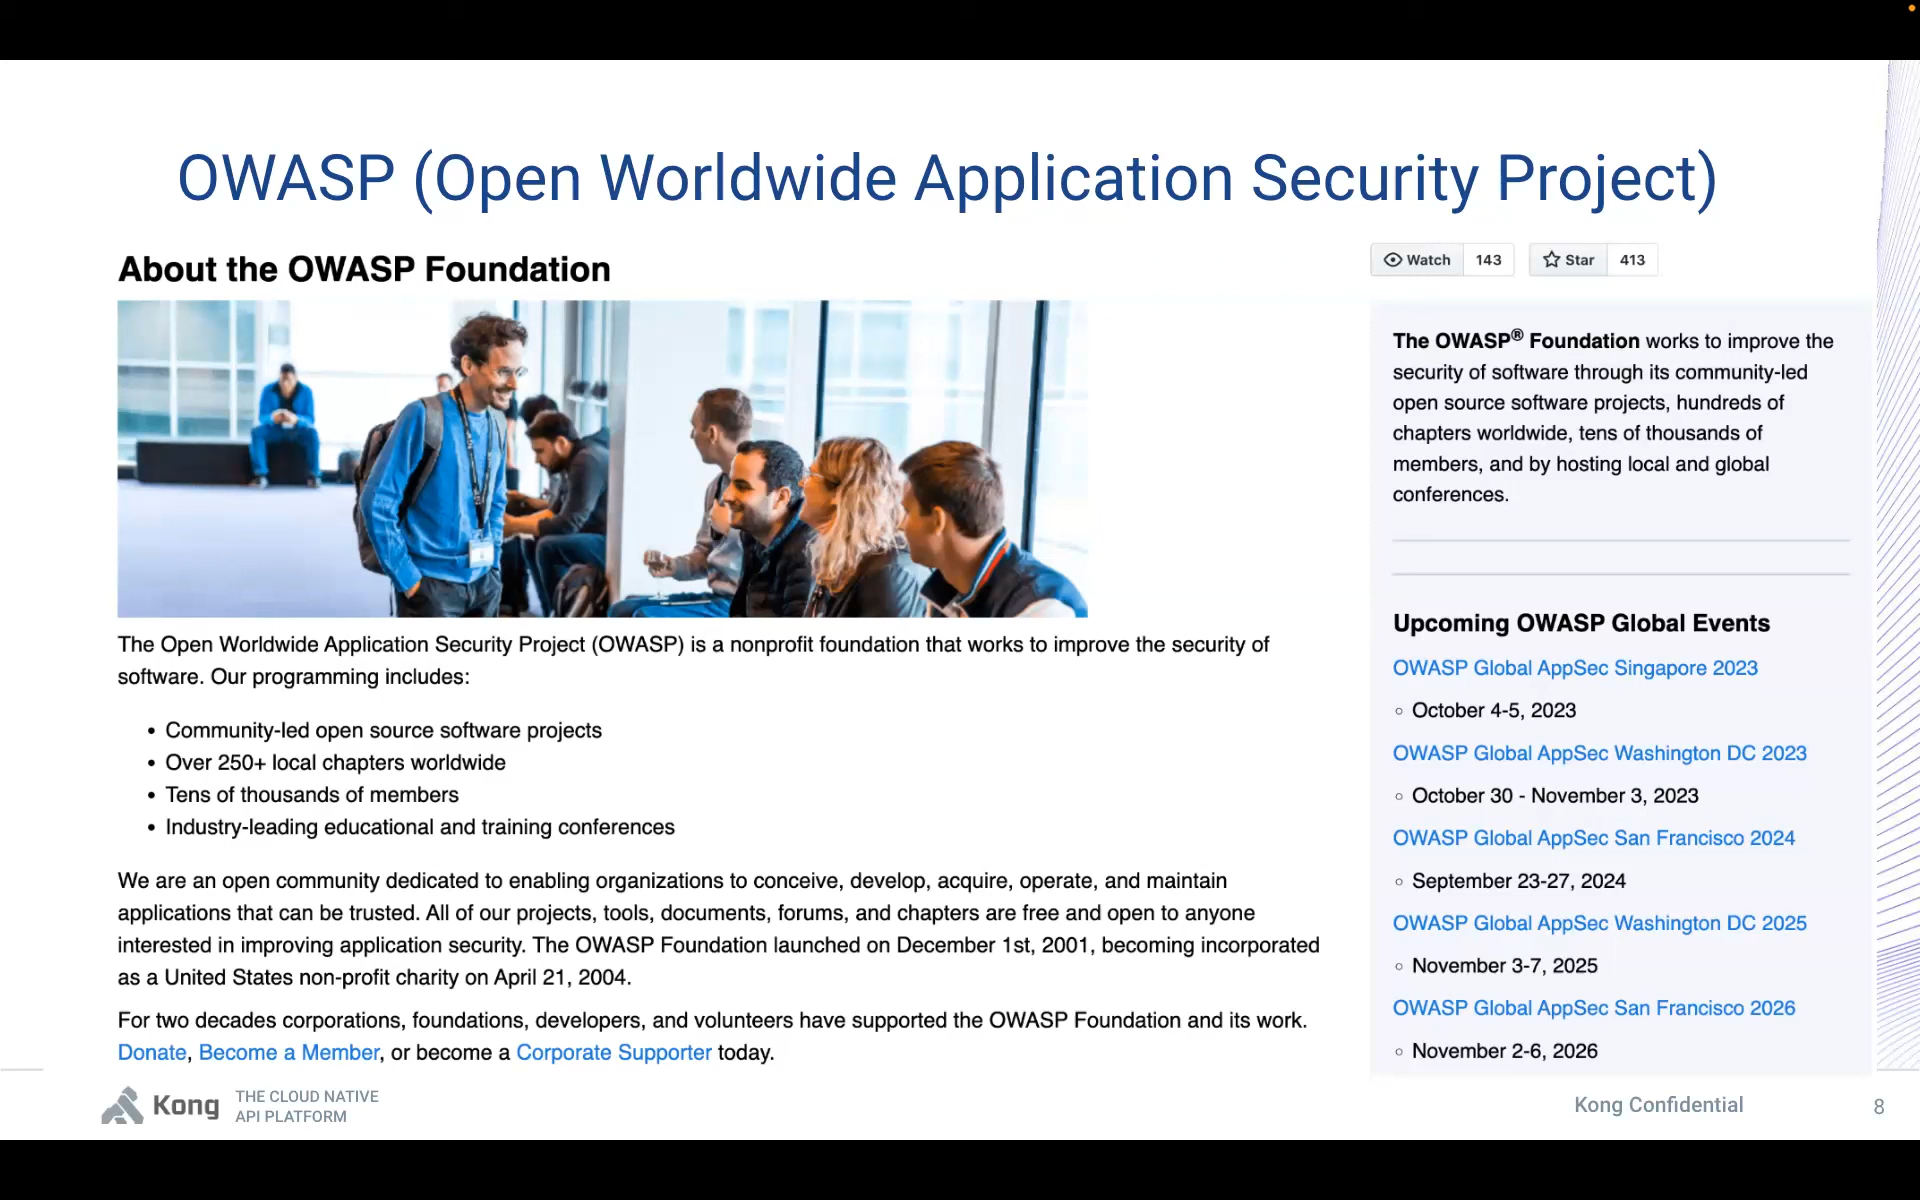 OWASP (Open Worldwide Application Security Project)
About the OWASP Foundation
Watch 143 Star 413
The Open Worldwide Application Security Project (OWASP) is a nonprofit foundation that works to improve the security of
software. Our programming includes:
• Community-led open source software projects
• Over 250+ local chapters worldwide
• Tens of thousands of members
• Industry-leading educational and training conferences
We are an open community dedicated to enabling organizations to conceive, develop, acquire, operate, and maintain
applications that can be trusted. All of our projects, tools, documents, forums, and chapters are free and open to anyone
interested in improving application security. The OWASP Foundation launched on December 1st, 2001, becoming incorporated
as a United States non-profit charity on April 21, 2004.
For two decades corporations, foundations, developers, and volunteers have supported the OWASP Foundation and its work.
Donate, Become a Member, or become a Corporate Supporter today.
The OWASP® Foundation works to improve the
security of software through its community-led
open source software projects, hundreds of
chapters worldwide, tens of thousands of
members, and by hosting local and global
conferences.
Upcoming OWASP Global Events
OWASP Global AppSec Singapore 2023
◦ October 4-5, 2023
OWASP Global AppSec Washington DC 2023
◦ October 30 - November 3, 2023
OWASP Global AppSec San Francisco 2024
◦ September 23-27, 2024
OWASP Global AppSec Washington DC 2025
◦ November 3-7, 2025
OWASP Global AppSec San Francisco 2026
◦ November 2-6, 2026
Kong
THE CLOUD NATIVE
API PLATFORM
Kong Confidential
8